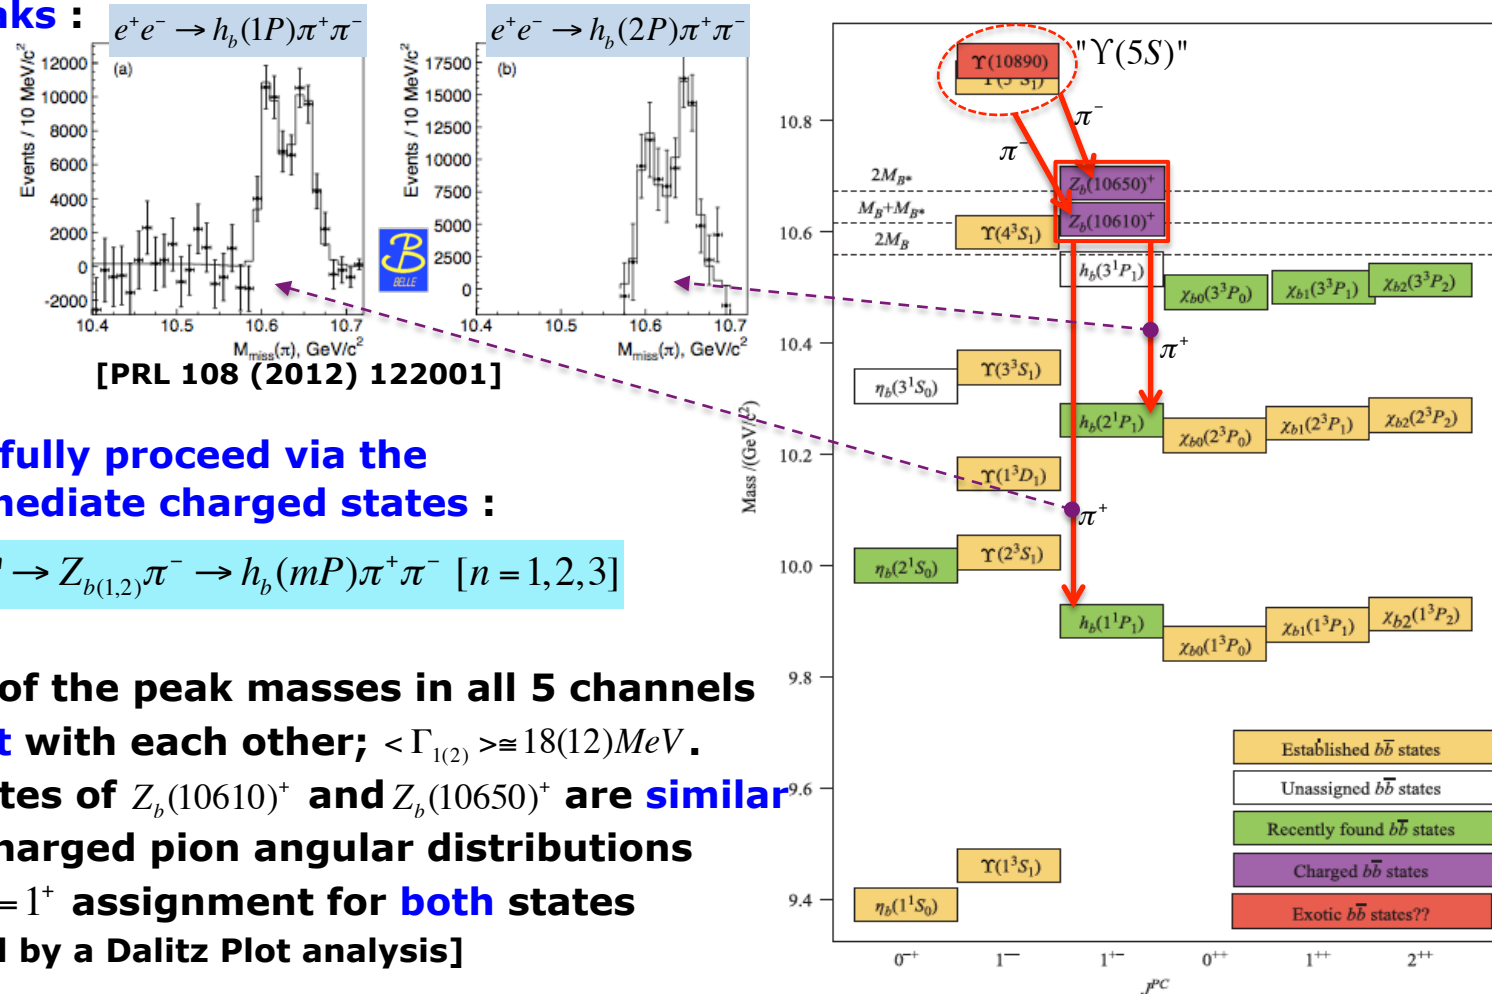 nks :
e⁺e⁻ → h_b(1P)π⁺π⁻
e⁺e⁻ → h_b(2P)π⁺π⁻
Events / 10 MeV/c²
12000
10000
8000
6000
4000
2000
0
-2000
(a)
10.4
10.5
10.6
10.7
M_miss(π), GeV/c²
Events / 10 MeV/c²
17500
15000
12500
10000
7500
5000
2500
0
(b)
10.4
10.5
10.6
10.7
M_miss(π), GeV/c²
BELLE
[PRL 108 (2012) 122001]
fully proceed via the
mediate charged states :
→ Z_b(1,2)π⁻ → h_b(mP)π⁺π⁻ [n = 1,2,3]
of the peak masses in all 5 channels
t with each other; < Γ_1(2) >≅ 18(12)MeV.
tes of Z_b(10610)⁺ and Z_b(10650)⁺ are similar
harged pion angular distributions
= 1⁺ assignment for both states
d by a Dalitz Plot analysis]
Mass /(GeV/c²)
10.8
10.6
10.4
10.2
10.0
9.8
9.6
9.4
ϒ(10890)
"ϒ(5S)"
π⁻
π⁻
2M_B*
M_B+M_B*
2M_B
Z_b(10650)⁺
Z_b(10610)⁺
ϒ(4³S₁)
h_b(3¹P₁)
χ_b0(3³P₀)
χ_b1(3³P₁)
χ_b2(3³P₂)
π⁺
η_b(3¹S₀)
ϒ(3³S₁)
h_b(2¹P₁)
χ_b0(2³P₀)
χ_b1(2³P₁)
χ_b2(2³P₂)
ϒ(1³D₁)
π⁺
η_b(2¹S₀)
ϒ(2³S₁)
h_b(1¹P₁)
χ_b0(1³P₀)
χ_b1(1³P₁)
χ_b2(1³P₂)
η_b(1¹S₀)
ϒ(1³S₁)
Established bb̄ states
Unassigned bb̄ states
Recently found bb̄ states
Charged bb̄ states
Exotic bb̄ states??
0⁻⁺
1⁻⁻
1⁺⁻
0⁺⁺
1⁺⁺
2⁺⁺
J^PC